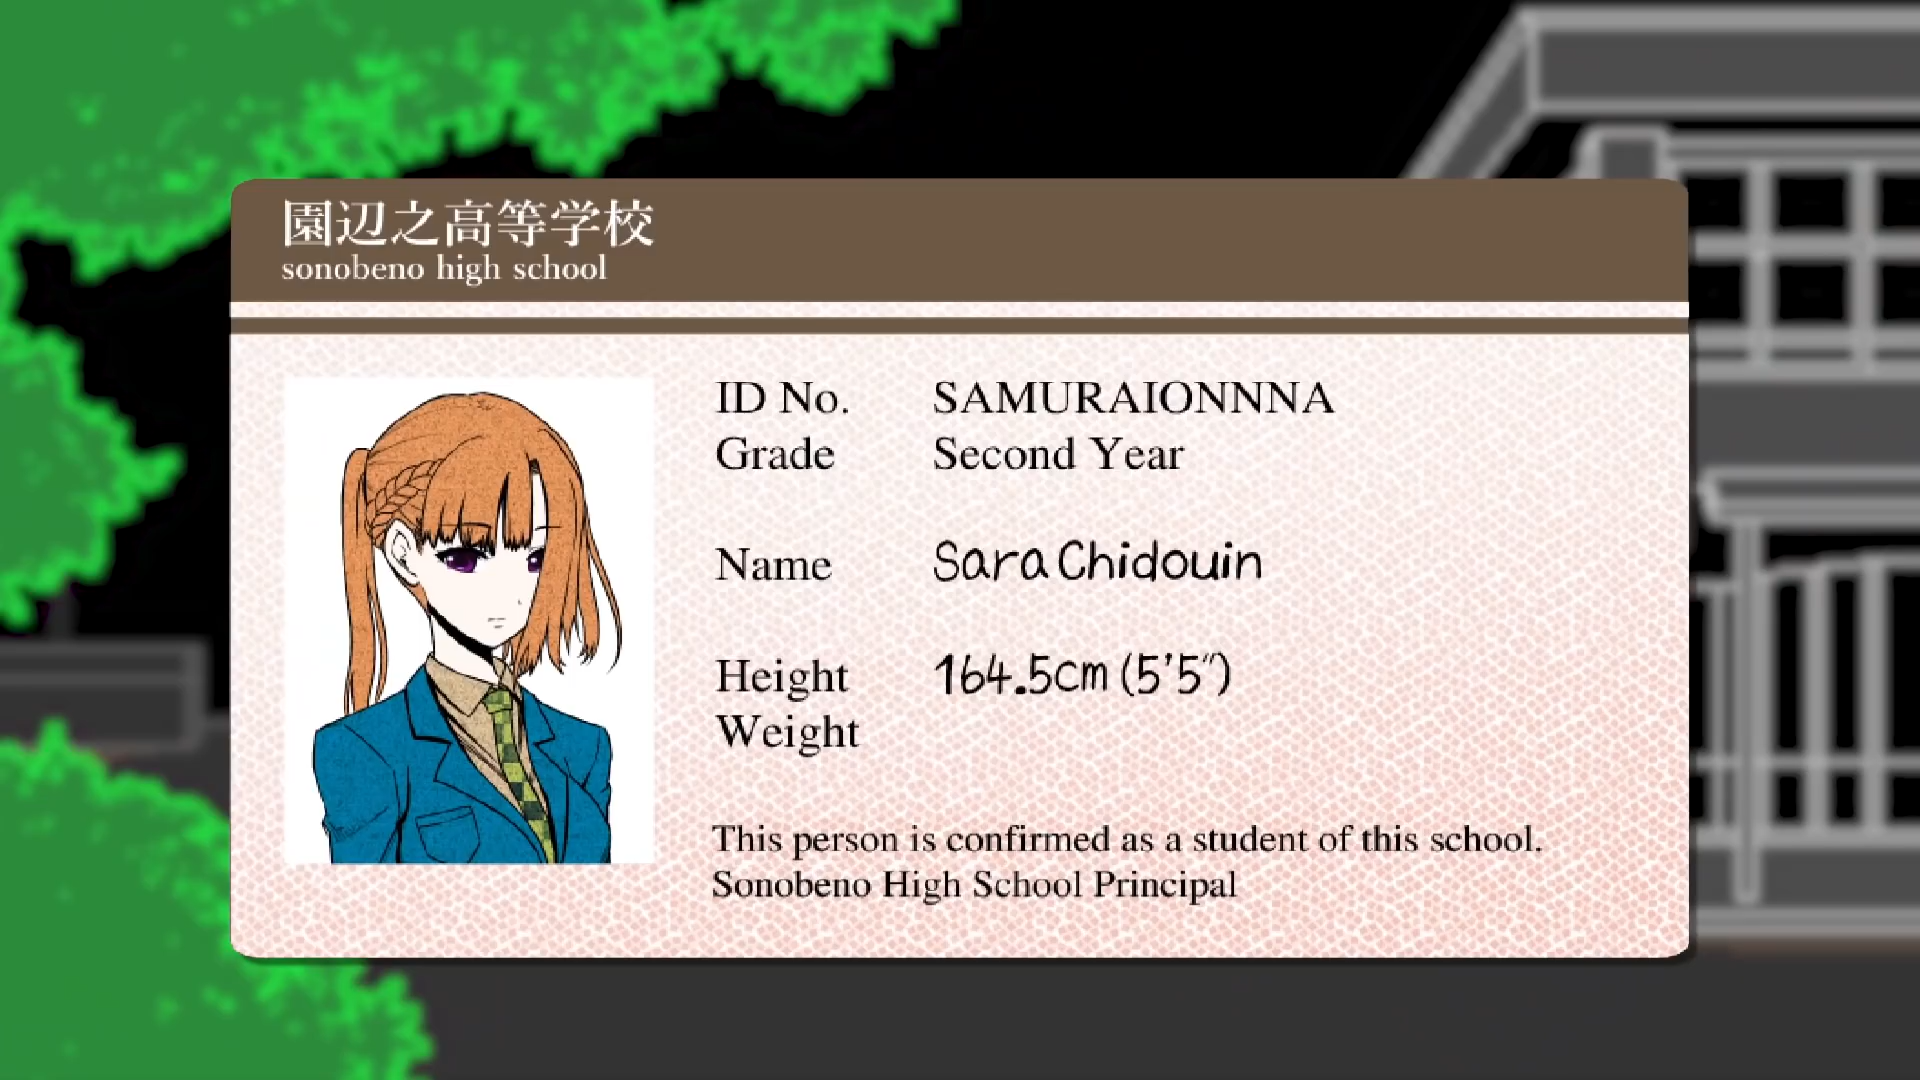 園辺之高等学校
sonobeno high school
ID No. SAMURAIONNNA
Grade Second Year
Name Sara Chidouin
Height 164.5cm (5'5")
Weight
This person is confirmed as a student of this school.
Sonobeno High School Principal